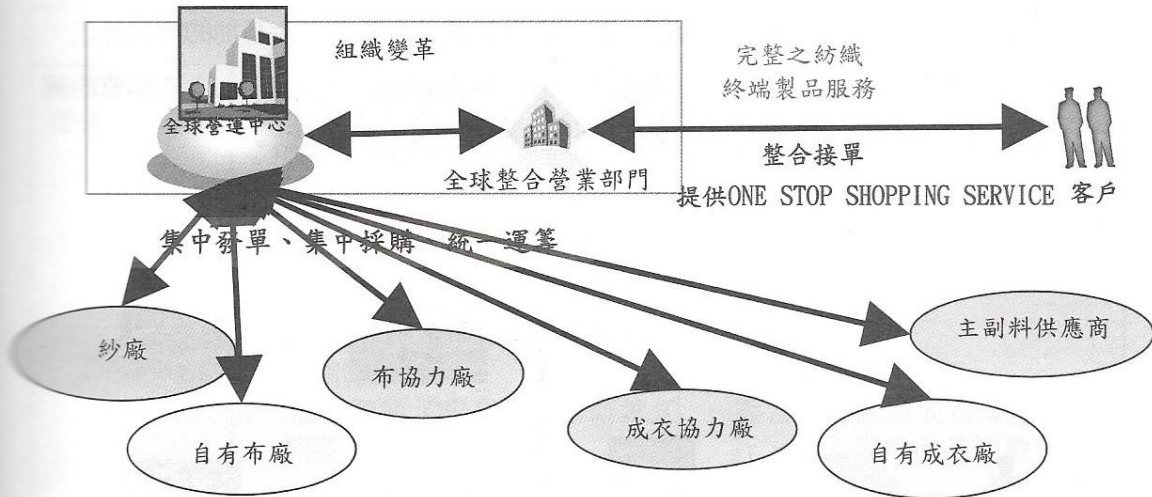 組織變革
完整之紡織
終端製品服務
全球營運中心
整合接單
全球整合營業部門
提供ONE STOP SHOPPING SERVICE 客戶
集中發單、集中採購 統一運籌
紗廠
主副料供應商
布協力廠
成衣協力廠
自有布廠
自有成衣廠